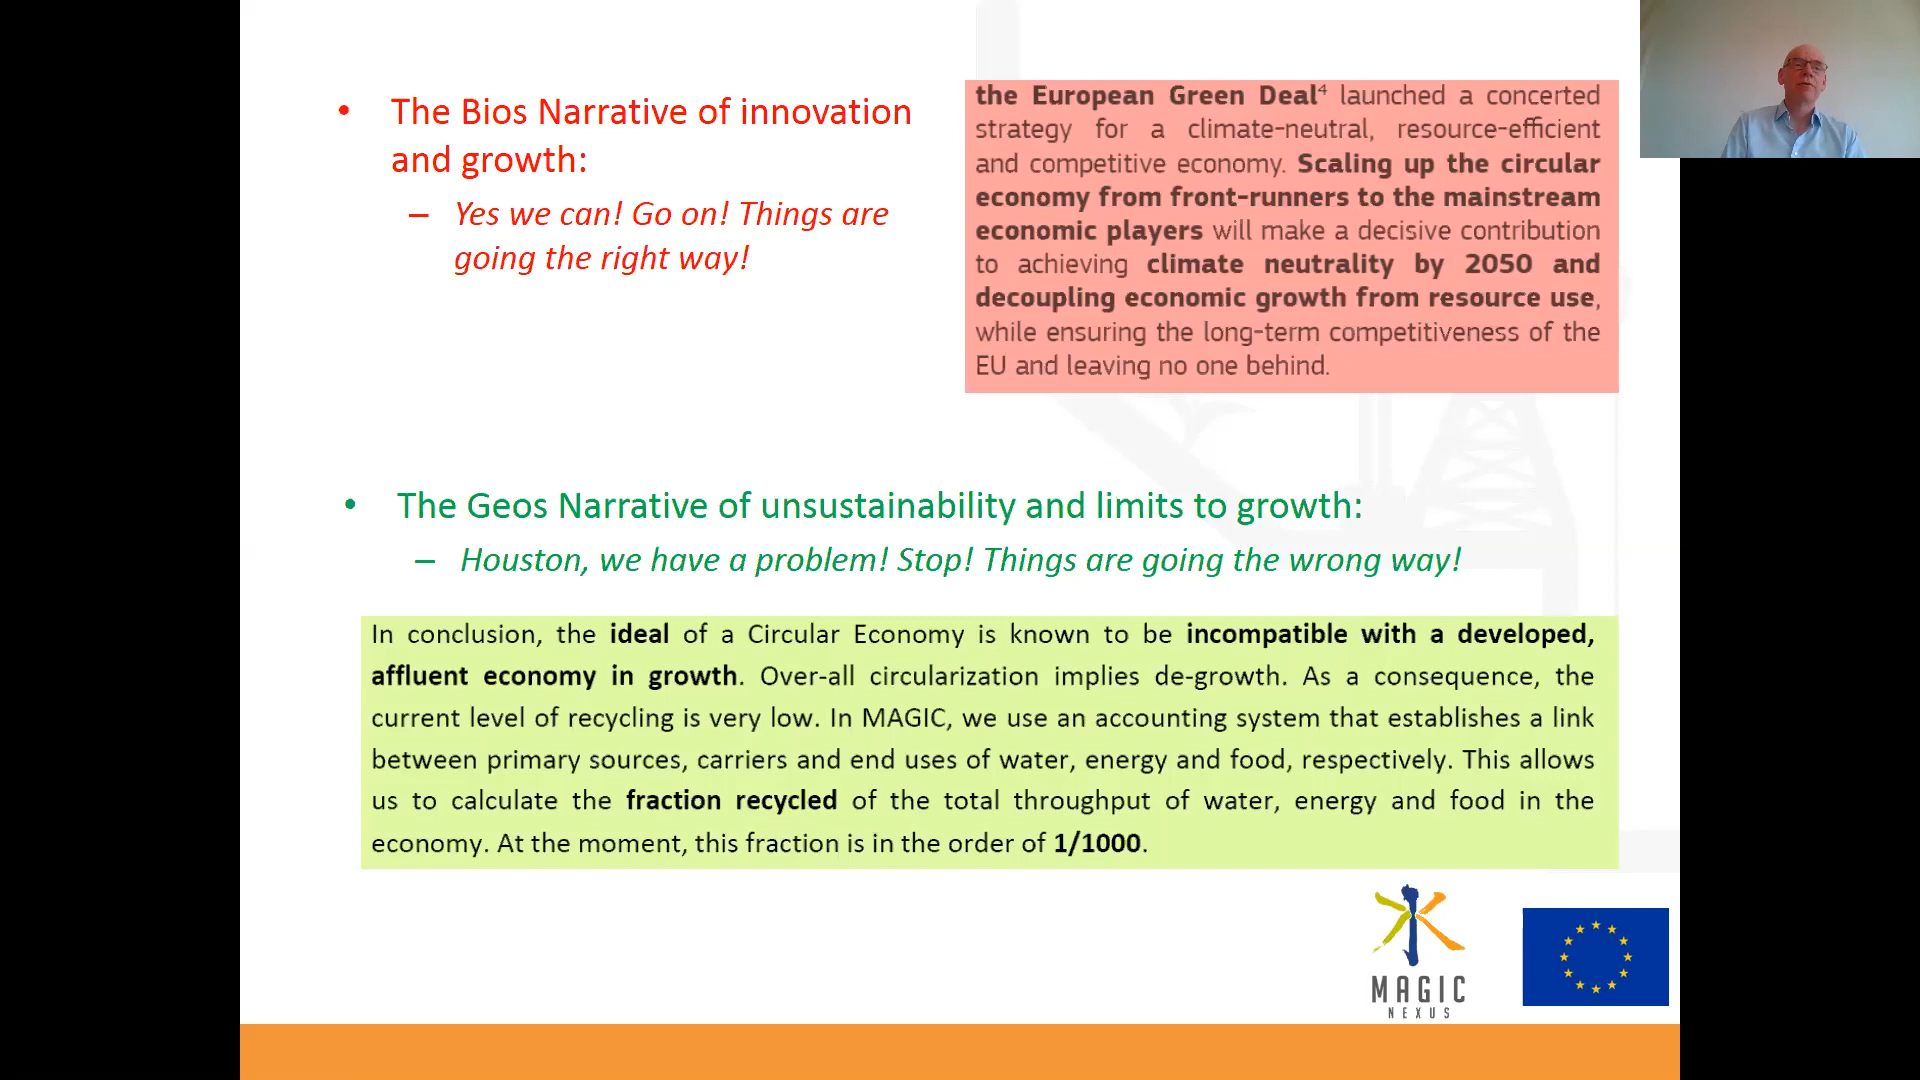 • The Bios Narrative of innovation
and growth:
– Yes we can! Go on! Things are
going the right way!
the European Green Deal⁴ launched a concerted
strategy for a climate-neutral, resource-efficient
and competitive economy. Scaling up the circular
economy from front-runners to the mainstream
economic players will make a decisive contribution
to achieving climate neutrality by 2050 and
decoupling economic growth from resource use,
while ensuring the long-term competitiveness of the
EU and leaving no one behind.
• The Geos Narrative of unsustainability and limits to growth:
– Houston, we have a problem! Stop! Things are going the wrong way!
In conclusion, the ideal of a Circular Economy is known to be incompatible with a developed,
affluent economy in growth. Over-all circularization implies de-growth. As a consequence, the
current level of recycling is very low. In MAGIC, we use an accounting system that establishes a link
between primary sources, carriers and end uses of water, energy and food, respectively. This allows
us to calculate the fraction recycled of the total throughput of water, energy and food in the
economy. At the moment, this fraction is in the order of 1/1000.
MAGIC
NEXUS